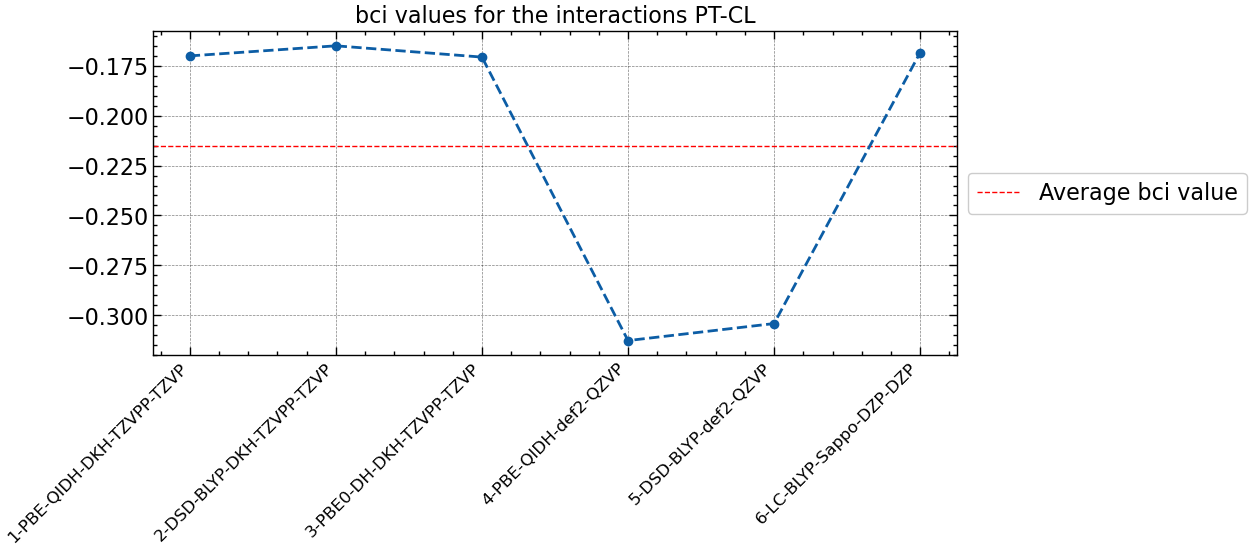 bci values for the interactions PT-CL
−0.175
−0.200
−0.225
−0.250
−0.275
−0.300
Average bci value
1-PBE-QIDH-DKH-TZVPP-TZVP
2-DSD-BLYP-DKH-TZVPP-TZVP
3-PBE0-DH-DKH-TZVPP-TZVP
4-PBE-QIDH-def2-QZVP
5-DSD-BLYP-def2-QZVP
6-LC-BLYP-Sappo-DZP-DZP